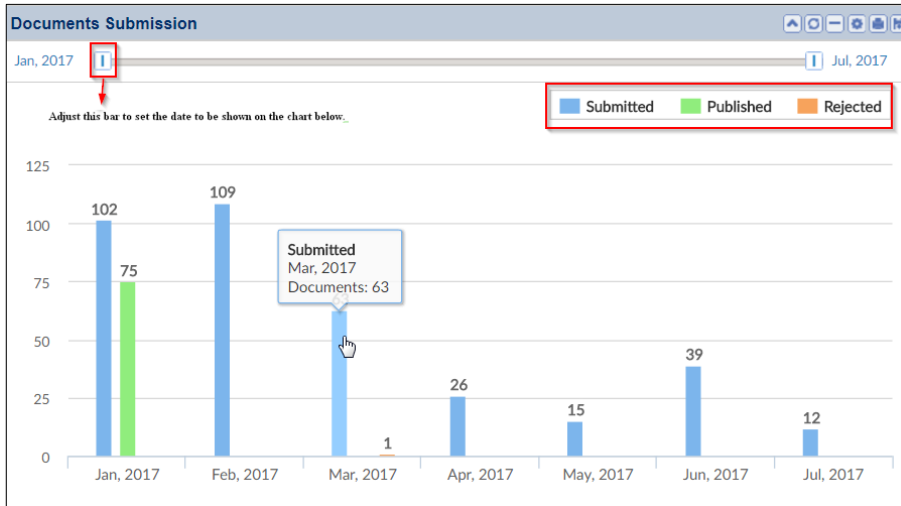 Documents Submission
Jan, 2017
Jul, 2017
Adjust this bar to set the date to be shown on the chart below.
Submitted Published Rejected
125
100
75
50
25
0
102
75
109
Submitted
Mar, 2017
Documents: 63
1
26
15
39
12
Jan, 2017 Feb, 2017 Mar, 2017 Apr, 2017 May, 2017 Jun, 2017 Jul, 2017